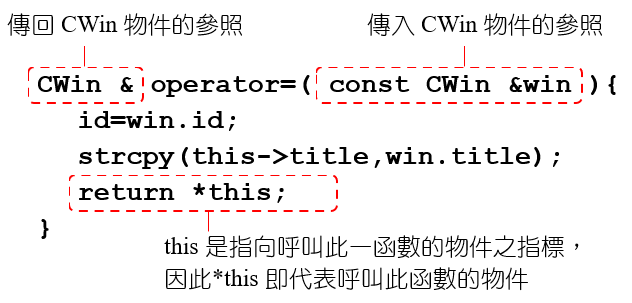 傳回 CWin 物件的參照 傳入 CWin 物件的參照
CWin & operator=( const CWin &win ){
id=win.id;
strcpy(this->title,win.title);
return *this;
}
this 是指向呼叫此一函數的物件之指標，
因此*this 即代表呼叫此函數的物件